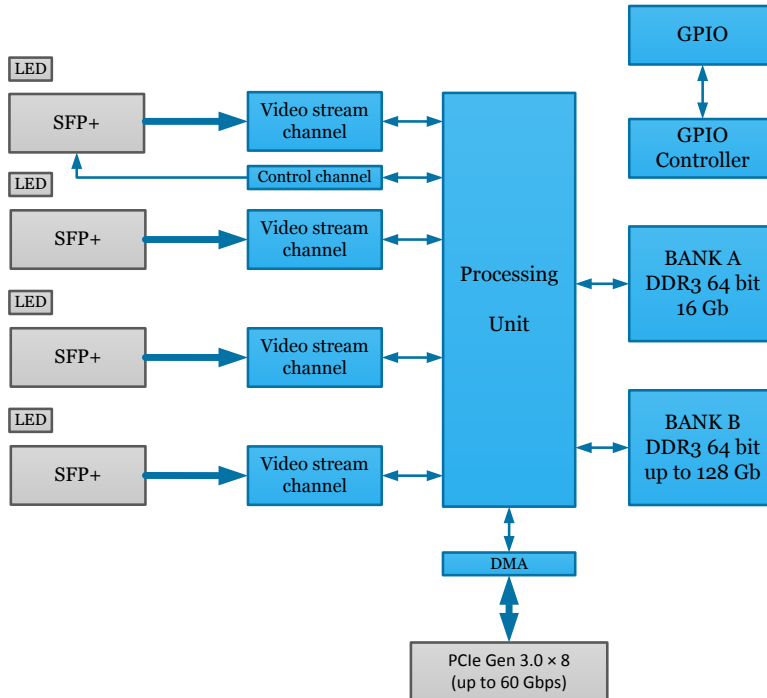 GPIO
LED
SFP+
Video stream
channel
GPIO
Controller
Control channel
LED
SFP+
Video stream
channel
Processing
Unit
BANK A
DDR3 64 bit
16 Gb
LED
SFP+
Video stream
channel
LED
SFP+
Video stream
channel
BANK B
DDR3 64 bit
up to 128 Gb
DMA
PCIe Gen 3.0 × 8
(up to 60 Gbps)